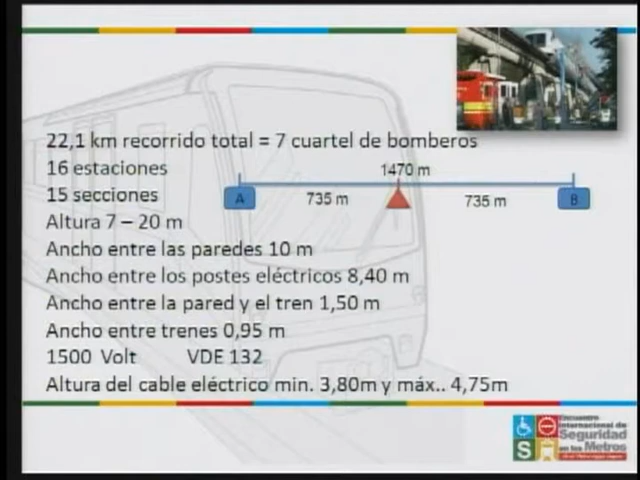 22,1 km recorrido total = 7 cuartel de bomberos
16 estaciones
1470 m
15 secciones
A
735 m
735 m
B
Altura 7 – 20 m
Ancho entre las paredes 10 m
Ancho entre los postes eléctricos 8,40 m
Ancho entre la pared y el tren 1,50 m
Ancho entre trenes 0,95 m
1500 Volt VDE 132
Altura del cable eléctrico min. 3,80m y máx.. 4,75m
Encuentro
Internacional de
Seguridad
en los Metros
S